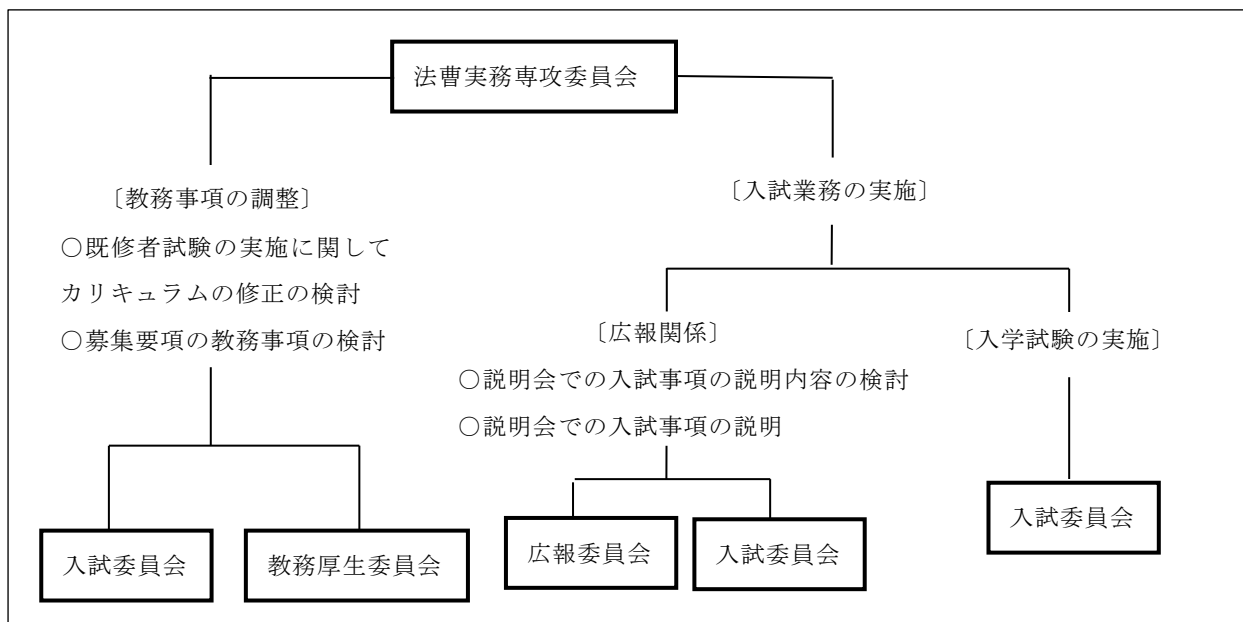 法曹実務専攻委員会
〔教務事項の調整〕
○既修者試験の実施に関して
カリキュラムの修正の検討
○募集要項の教務事項の検討
入試委員会
教務厚生委員会
〔入試業務の実施〕
〔広報関係〕
○説明会での入試事項の説明内容の検討
○説明会での入試事項の説明
広報委員会
入試委員会
〔入学試験の実施〕
入試委員会